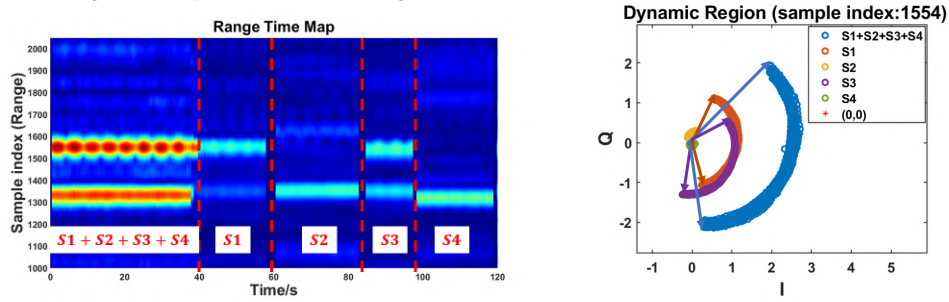 Range Time Map
Sample index (Range)
2000
1900
1800
1700
1600
1500
1400
1300
1200
1100
1000
S1 + S2 + S3 + S4
S1
S2
S3
S4
0
20
40
60
80
100
120
Time/s
Dynamic Region (sample index:1554)
S1+S2+S3+S4
S1
S2
S3
S4
(0,0)
Q
2
1
0
-1
-2
-1
0
1
2
3
4
5
I